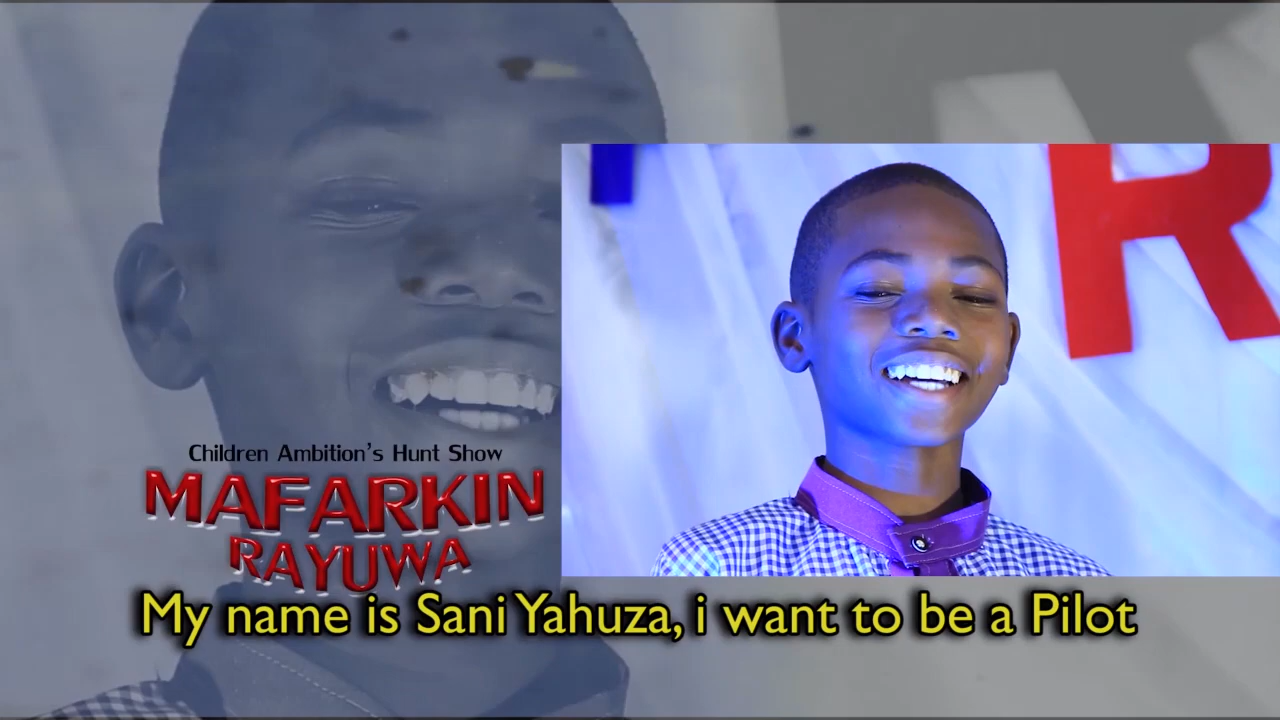 R
Children Ambition's Hunt Show
MAFARKIN
RAYUWA
My name is Sani Yahuza, i want to be a Pilot